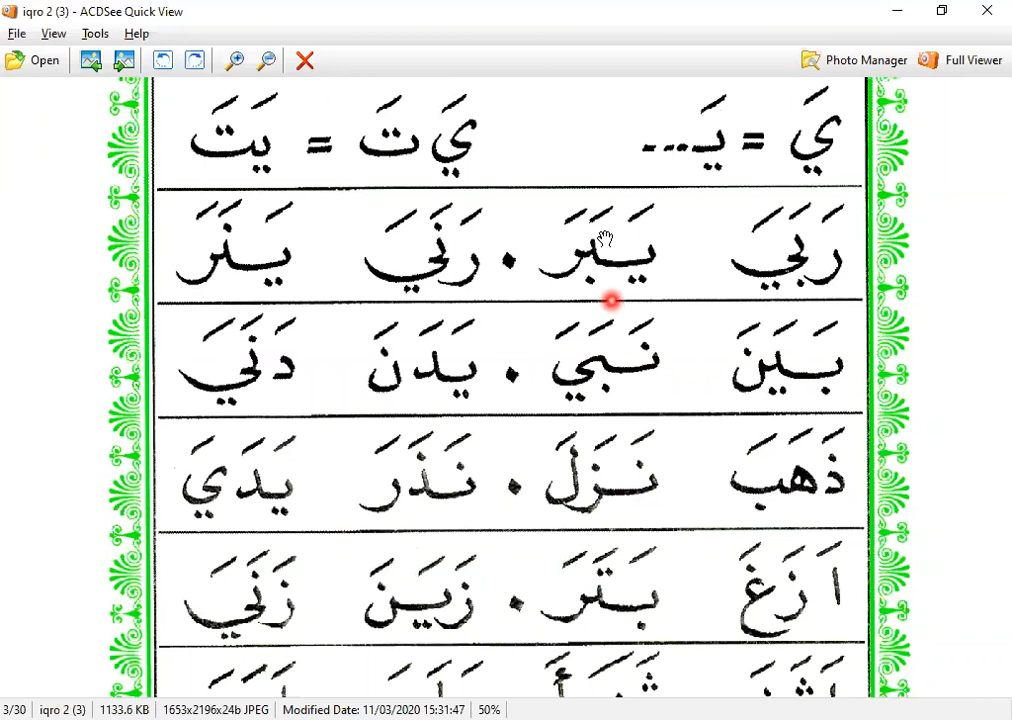 iqro 2 (3) - ACDSee Quick View
File View Tools Help
Open Photo Manager Full Viewer
يَ = يَـ... يَ تَ = يَتَ
رَبَيَ يَبَرَ . رَنَيَ يَنَرَ
بَيَنَ نَبَيَ . يَدَنَ دَنَيَ
ذَهَبَ نَزَلَ . نَذَرَ يَدَيَ
اَزَغَ بَتَرَ . زَيَنَ زَنَيَ
3/30 iqro 2 (3) 1133.6 KB 1653x2196x24b JPEG Modified Date: 11/03/2020 15:31:47 50%